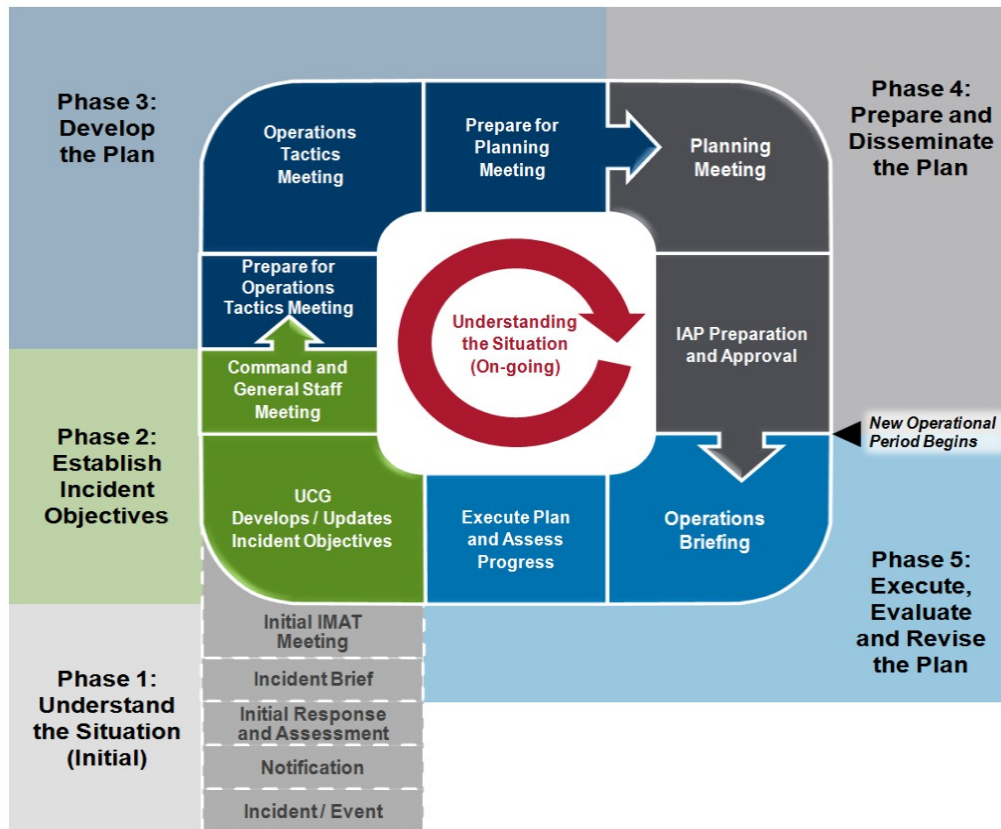 Phase 3:
Develop
the Plan
Operations
Tactics
Meeting
Prepare for
Planning
Meeting
Planning
Meeting
Phase 4:
Prepare and
Disseminate
the Plan
Prepare for
Operations
Tactics Meeting
Understanding
the Situation
(On-going)
IAP Preparation
and Approval
Command and
General Staff
Meeting
New Operational
Period Begins
Phase 2:
Establish
Incident
Objectives
UCG
Develops / Updates
Incident Objectives
Execute Plan
and Assess
Progress
Operations
Briefing
Phase 5:
Execute,
Evaluate
and Revise
the Plan
Phase 1:
Understand
the Situation
(Initial)
Initial IMAT
Meeting
Incident Brief
Initial Response
and Assessment
Notification
Incident / Event